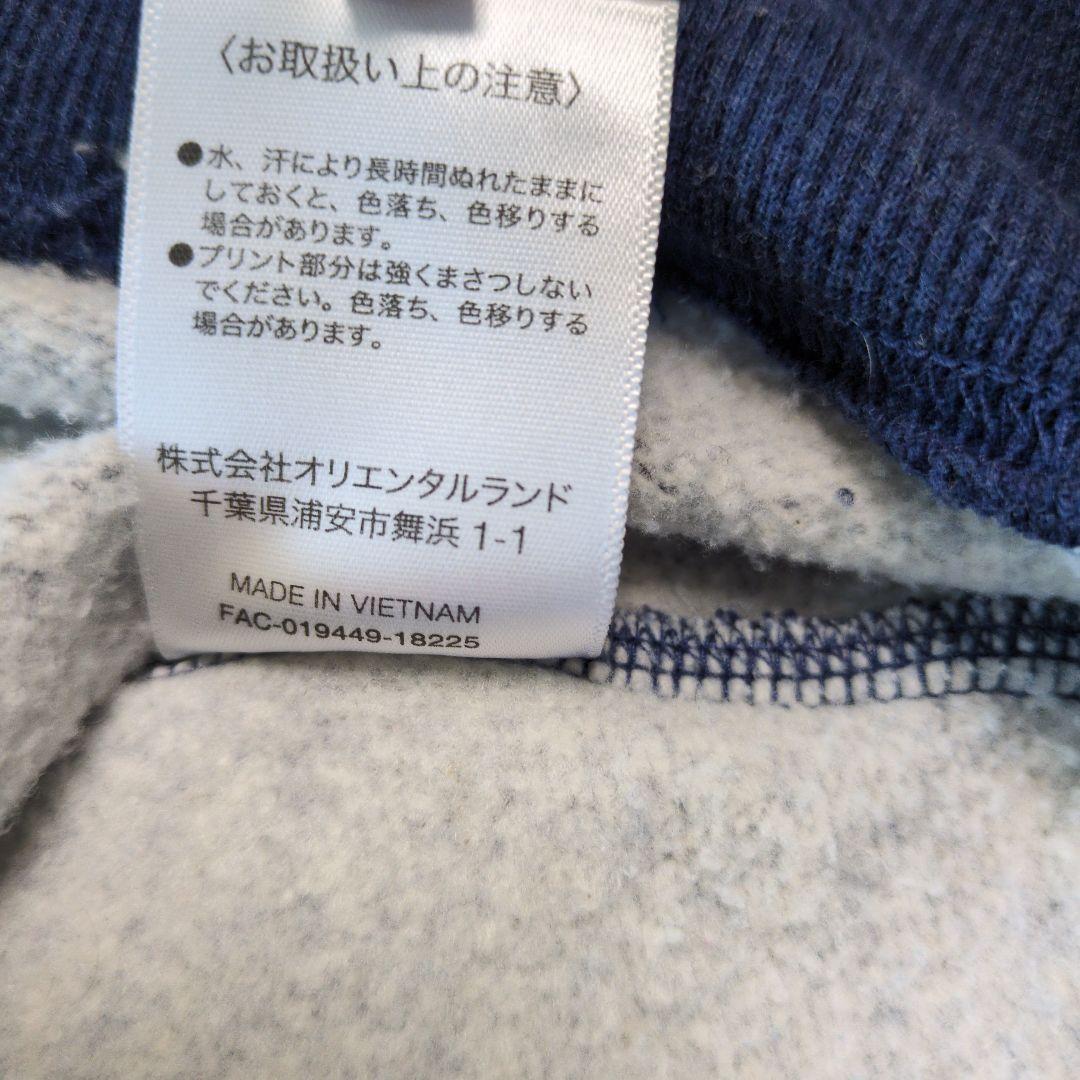 〈お取扱い上の注意〉
●水、汗により長時間ぬれたままに
しておくと、色落ち、色移りする
場合があります。
●プリント部分は強くまさつしない
でください。色落ち、色移りする
場合があります。
株式会社オリエンタルランド
千葉県浦安市舞浜 1-1
MADE IN VIETNAM
FAC-019449-18225